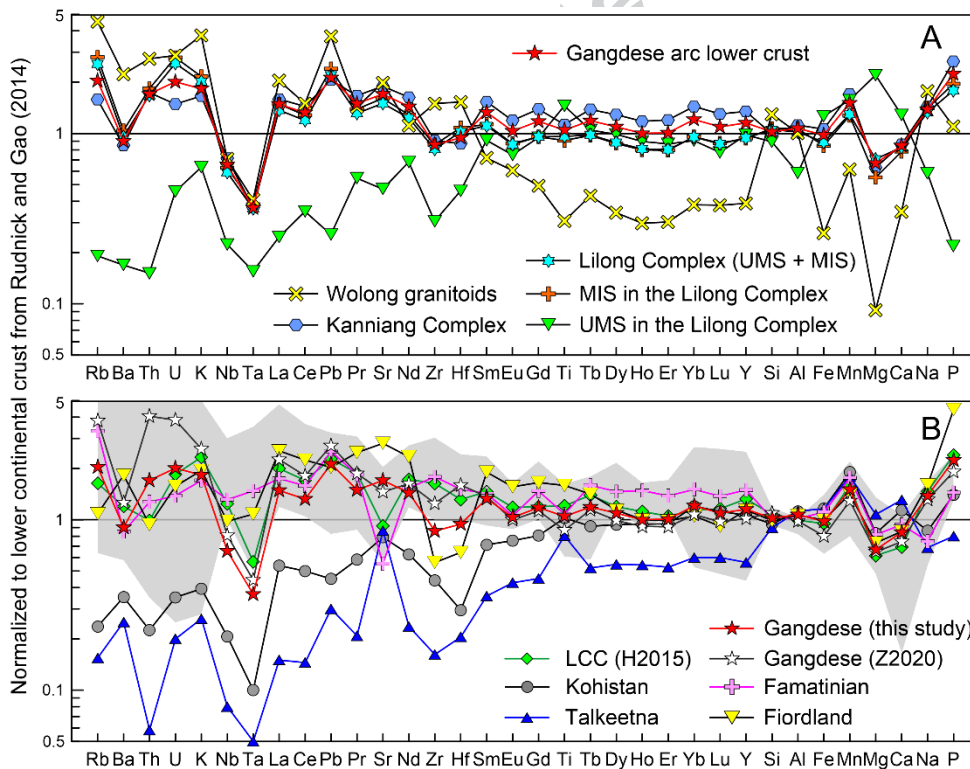 Normalized to lower continental crust from Rudnick and Gao (2014)
5
A
Gangdese arc lower crust
1
Lilong Complex (UMS + MIS)
Wolong granitoids
MIS in the Lilong Complex
Kanniang Complex
UMS in the Lilong Complex
0.1
0.5
Rb Ba Th U K Nb Ta La Ce Pb Pr Sr Nd Zr Hf Sm Eu Gd Ti Tb Dy Ho Er Yb Lu Y Si Al Fe Mn Mg Ca Na P
5
B
1
Gangdese (this study)
LCC (H2015)
Gangdese (Z2020)
Kohistan
Famatinian
Talkeetna
Fiordland
0.1
0.5
Rb Ba Th U K Nb Ta La Ce Pb Pr Sr Nd Zr Hf Sm Eu Gd Ti Tb Dy Ho Er Yb Lu Y Si Al Fe Mn Mg Ca Na P